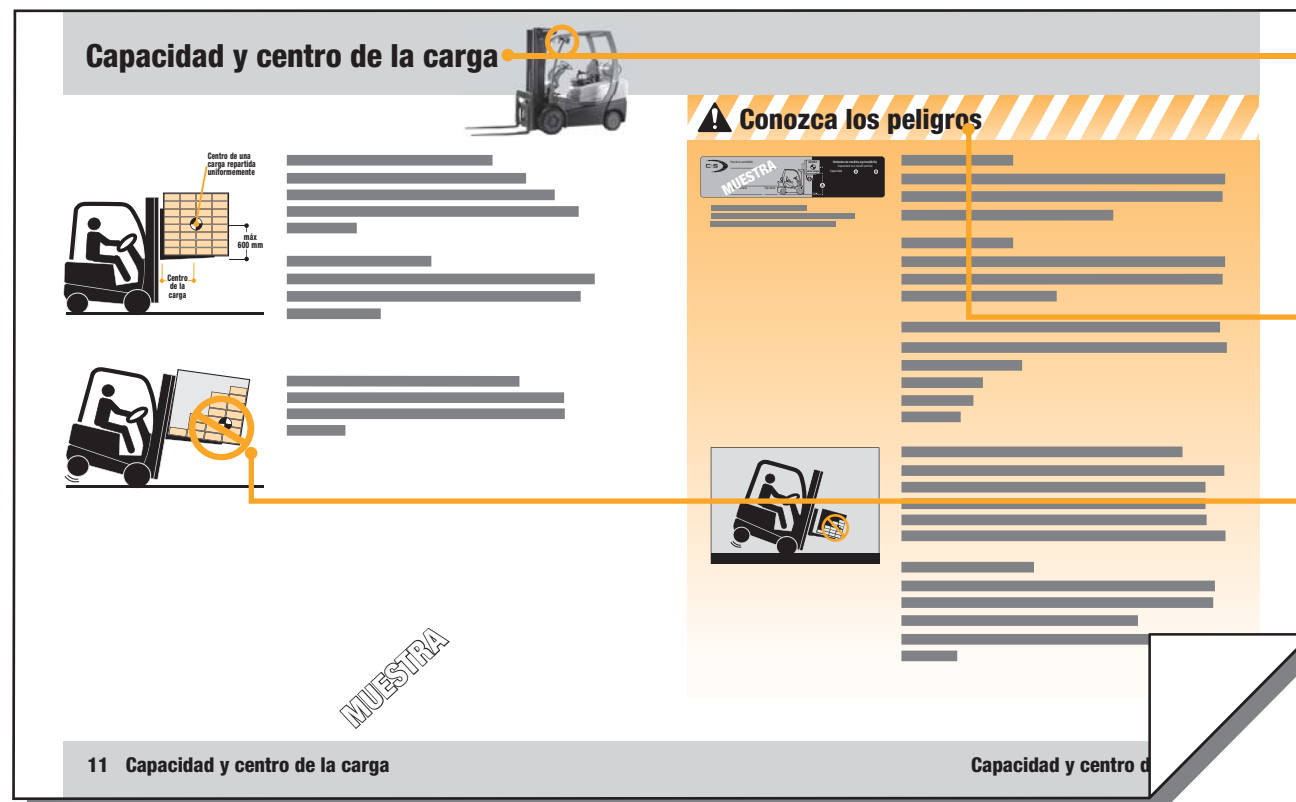 Capacidad y centro de la carga
Centro de una
carga repartida
uniformemente
máx
600 mm
Centro
de la
carga
Conozca los peligros
MUESTRA
MUESTRA
11 Capacidad y centro de la carga
Capacidad y centro d